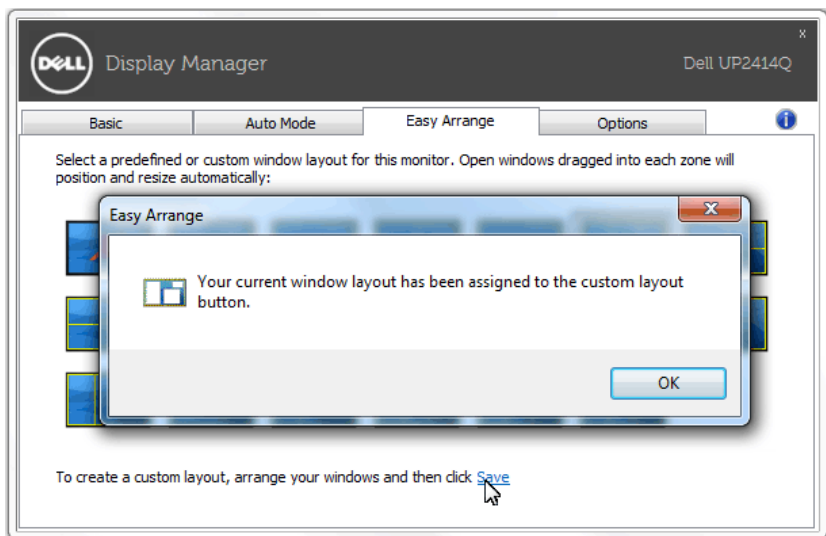 x
DELL Display Manager Dell UP2414Q
Basic Auto Mode Easy Arrange Options
Select a predefined or custom window layout for this monitor. Open windows dragged into each zone will
position and resize automatically:
Easy Arrange
Your current window layout has been assigned to the custom layout
button.
OK
To create a custom layout, arrange your windows and then click Save